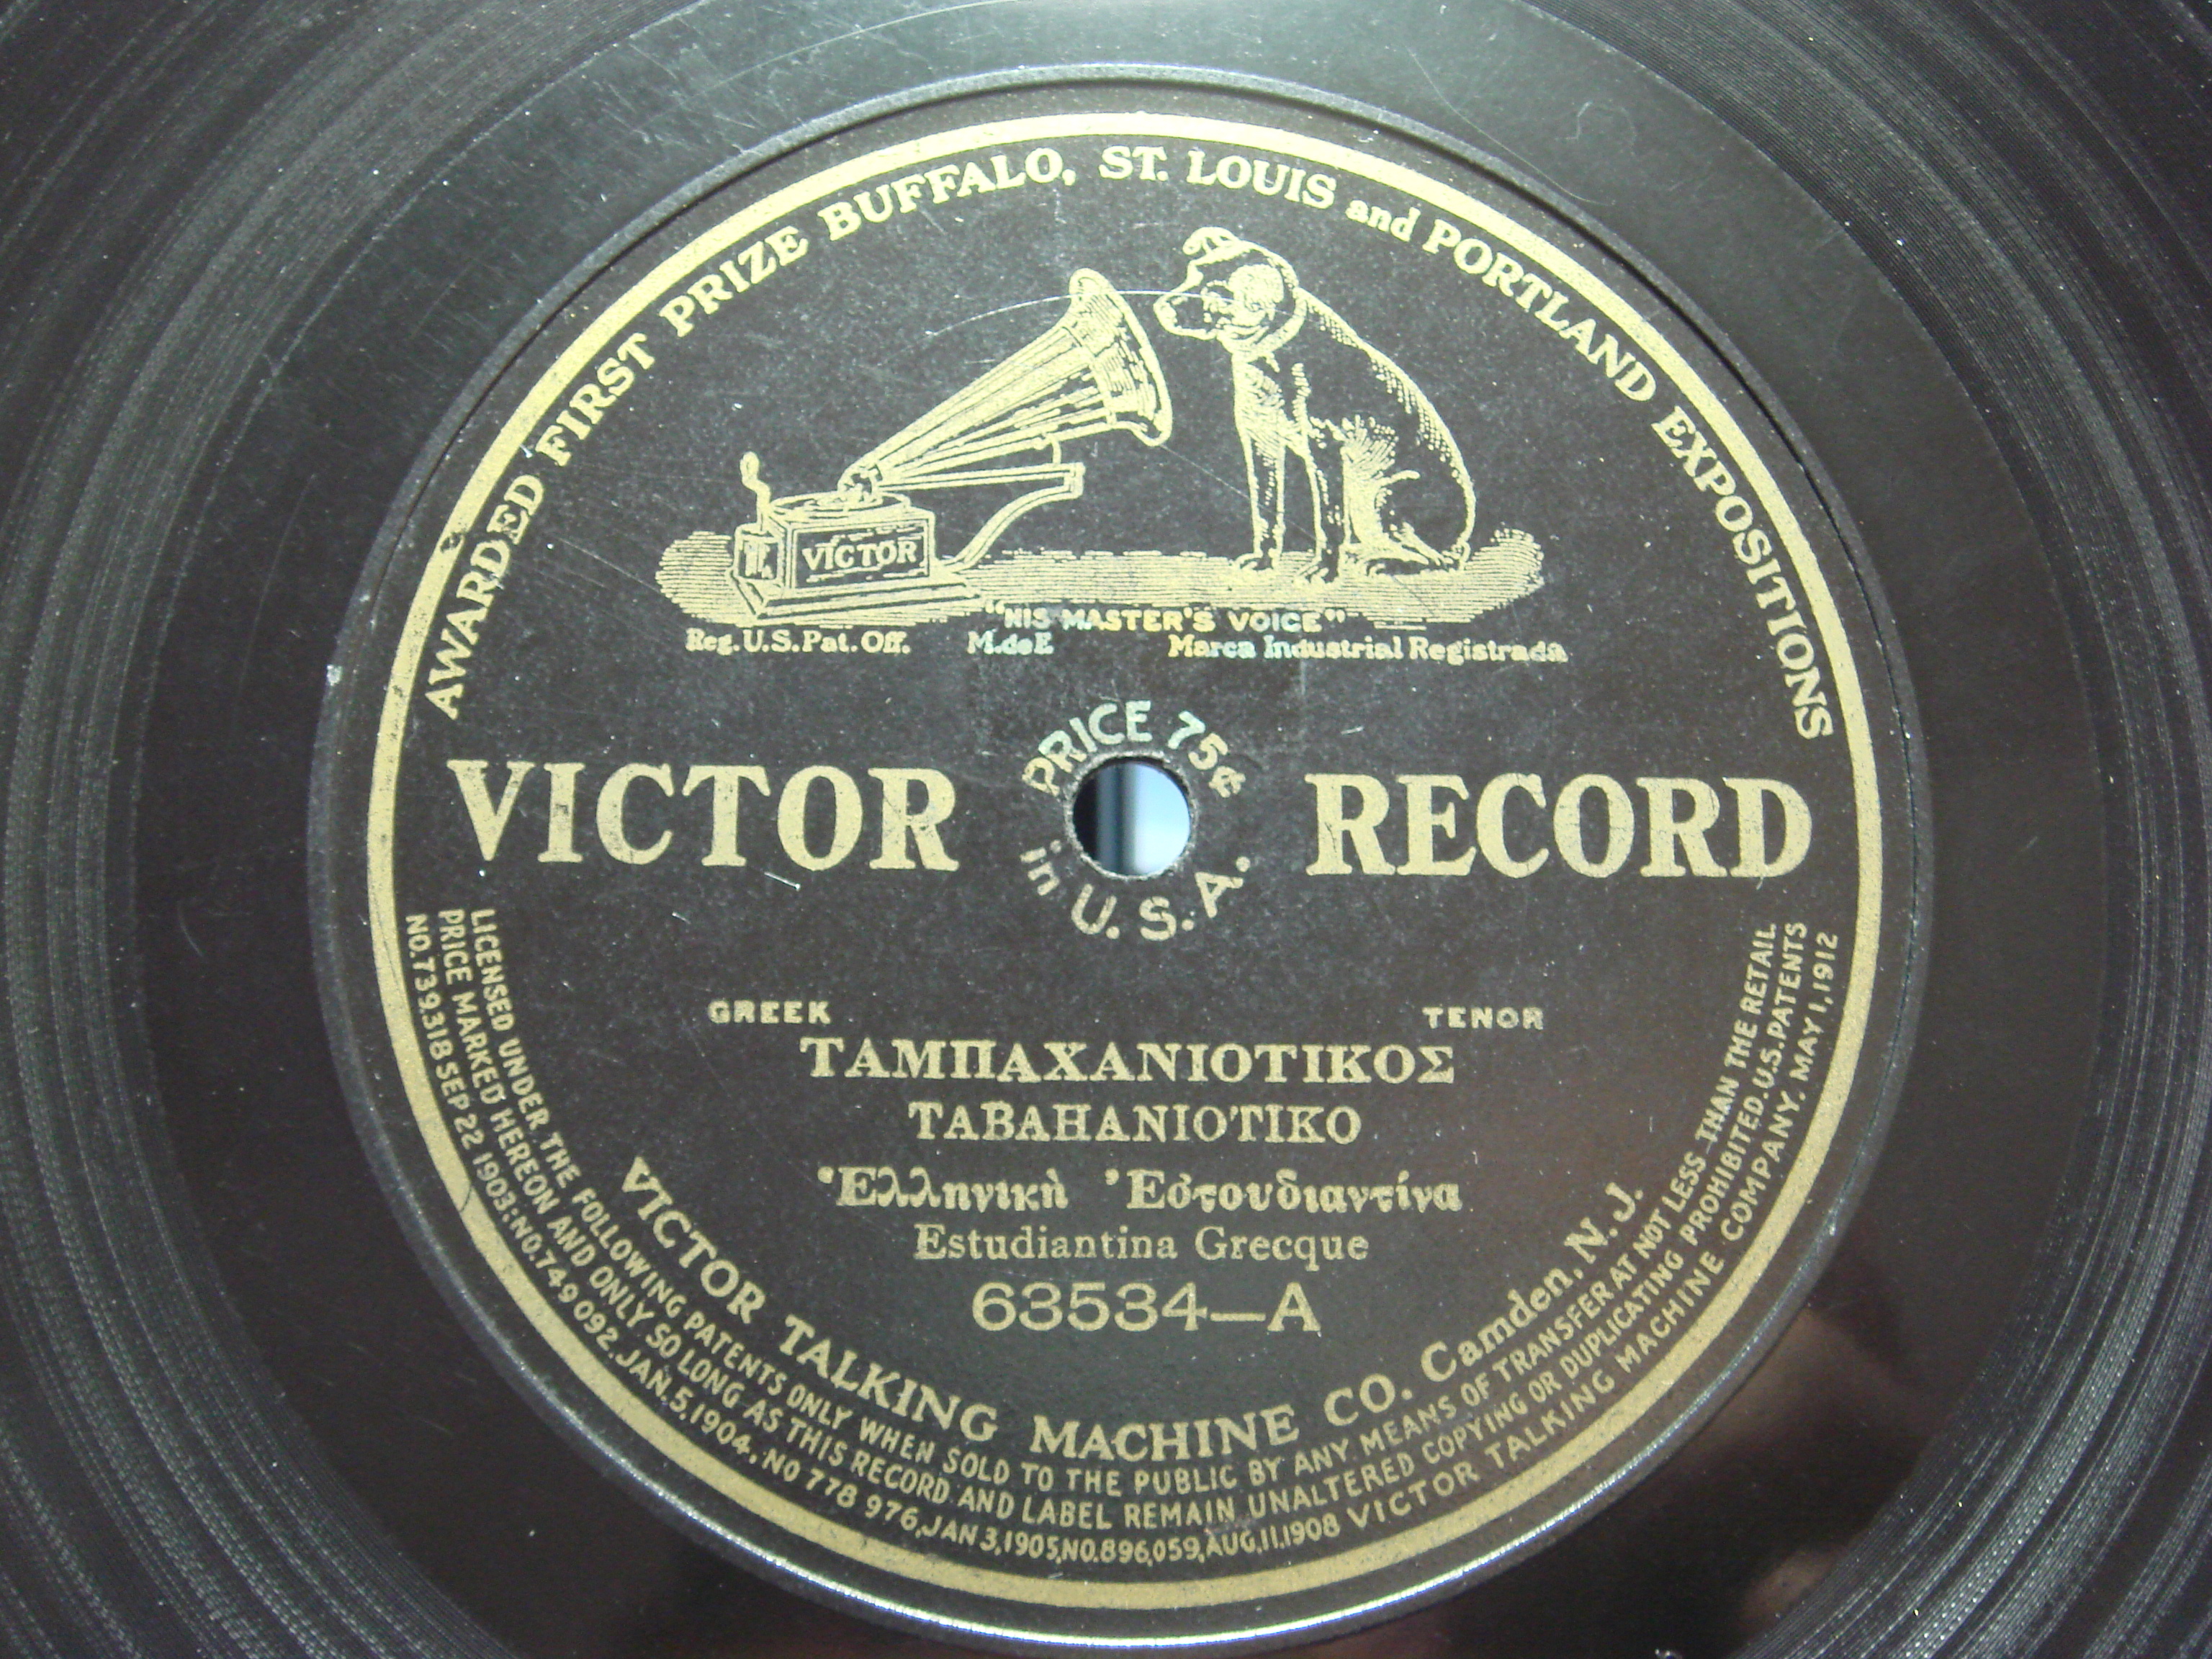 AWARDED FIRST PRIZE BUFFALO, ST. LOUIS and PORTLAND EXPOSITIONS
VICTOR
"HIS MASTER'S VOICE"
Reg. U.S. Pat. Off. M.deE Marca Industrial Registrada
PRICE 75¢
VICTOR RECORD
in U.S.A.
GREEK TENOR
ΤΑΜΠΑΧΑΝΙΟΤΙΚΟΣ
TABAHANIOTIKO
Ἑλληνικὴ Ἐστουδιαντίνα
Estudiantina Grecque
63534—A
VICTOR TALKING MACHINE CO. Camden, N. J.
LICENSED UNDER THE FOLLOWING PATENTS ONLY WHEN SOLD TO THE PUBLIC BY ANY MEANS OF TRANSFER AT NOT LESS THAN THE RETAIL
PRICE MARKED HEREON AND ONLY SO LONG AS THIS RECORD AND LABEL REMAIN UNALTERED COPYING OR DUPLICATING PROHIBITED. U.S. PATENTS
NO. 739.318 SEP 22 1903: NO. 749 092. JAN. 5, 1904. NO 778 976, JAN 3, 1905, NO. 896,059, AUG, 11. 1908 VICTOR TALKING MACHINE COMPANY. MAY 1, 1912